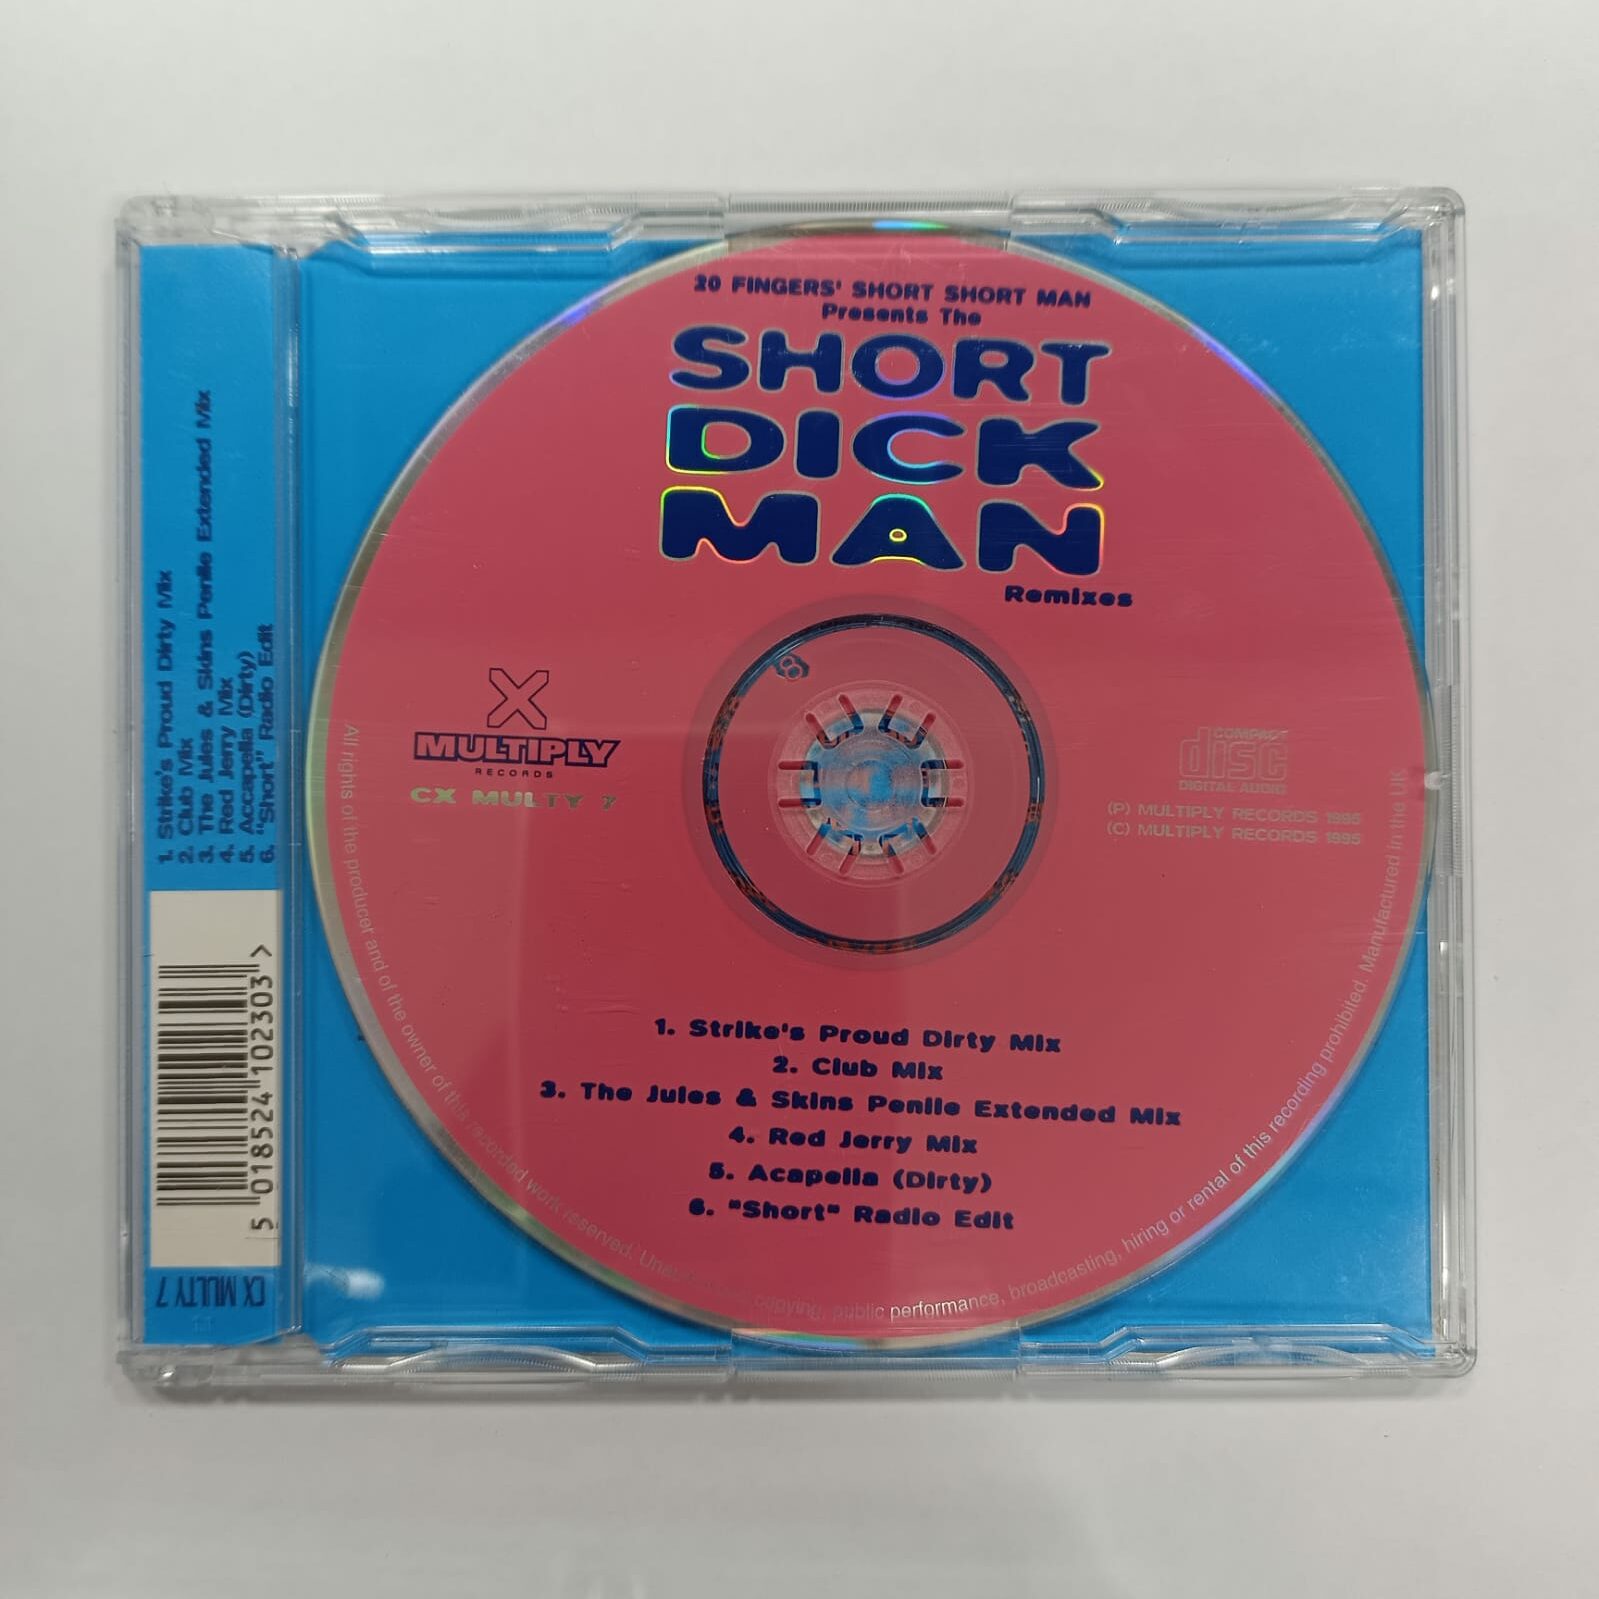 1. Strike's Proud Dirty Mix
2. Club Mix
3. The Jules & Skins Penile Extended Mix
4. Red Jerry Mix
5. Accapella (Dirty)
6. "Short" Radio Edit
5 018524 102303 >
CX MULTY 7
20 FINGERS' SHORT SHORT MAN
Presents The
SHORT
DICK
MAN
Remixes
X
MULTIPLY
RECORDS
CX MULTY 7
COMPACT
disc
DIGITAL AUDIO
(P) MULTIPLY RECORDS 1995
(C) MULTIPLY RECORDS 1995
1. Strike's Proud Dirty Mix
2. Club Mix
3. The Jules & Skins Penile Extended Mix
4. Red Jerry Mix
5. Acapella (Dirty)
6. "Short" Radio Edit
All rights of the producer and of the owner of this recorded work reserved. copying, public performance, broadcasting, hiring or rental of this recording prohibited. Manufactured in the UK